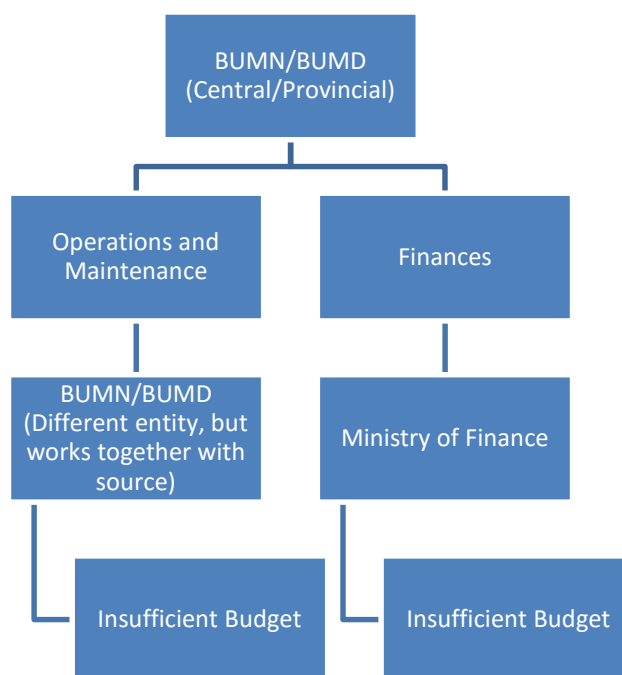 BUMN/BUMD
(Central/Provincial)
Operations and
Maintenance
Finances
BUMN/BUMD
(Different entity, but
works together with
source)
Ministry of Finance
Insufficient Budget
Insufficient Budget